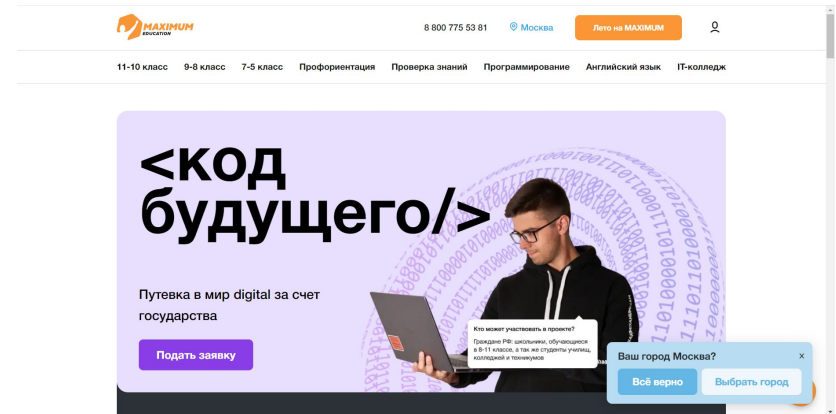 MAXIMUM
EDUCATION
8 800 775 53 81
Москва
Лето на MAXIMUM
11-10 класс 9-8 класс 7-5 класс Профориентация Проверка знаний Программирование Английский язык IT-колледж
<код
будущего/>
Путевка в мир digital за счет
государства
Подать заявку
Кто может участвовать в проекте?
Граждане РФ: школьники, обучающиеся
в 8-11 классе, а так же студенты училищ,
колледжей и техникумов
Ваш город Москва?
x
Всё верно
Выбрать город